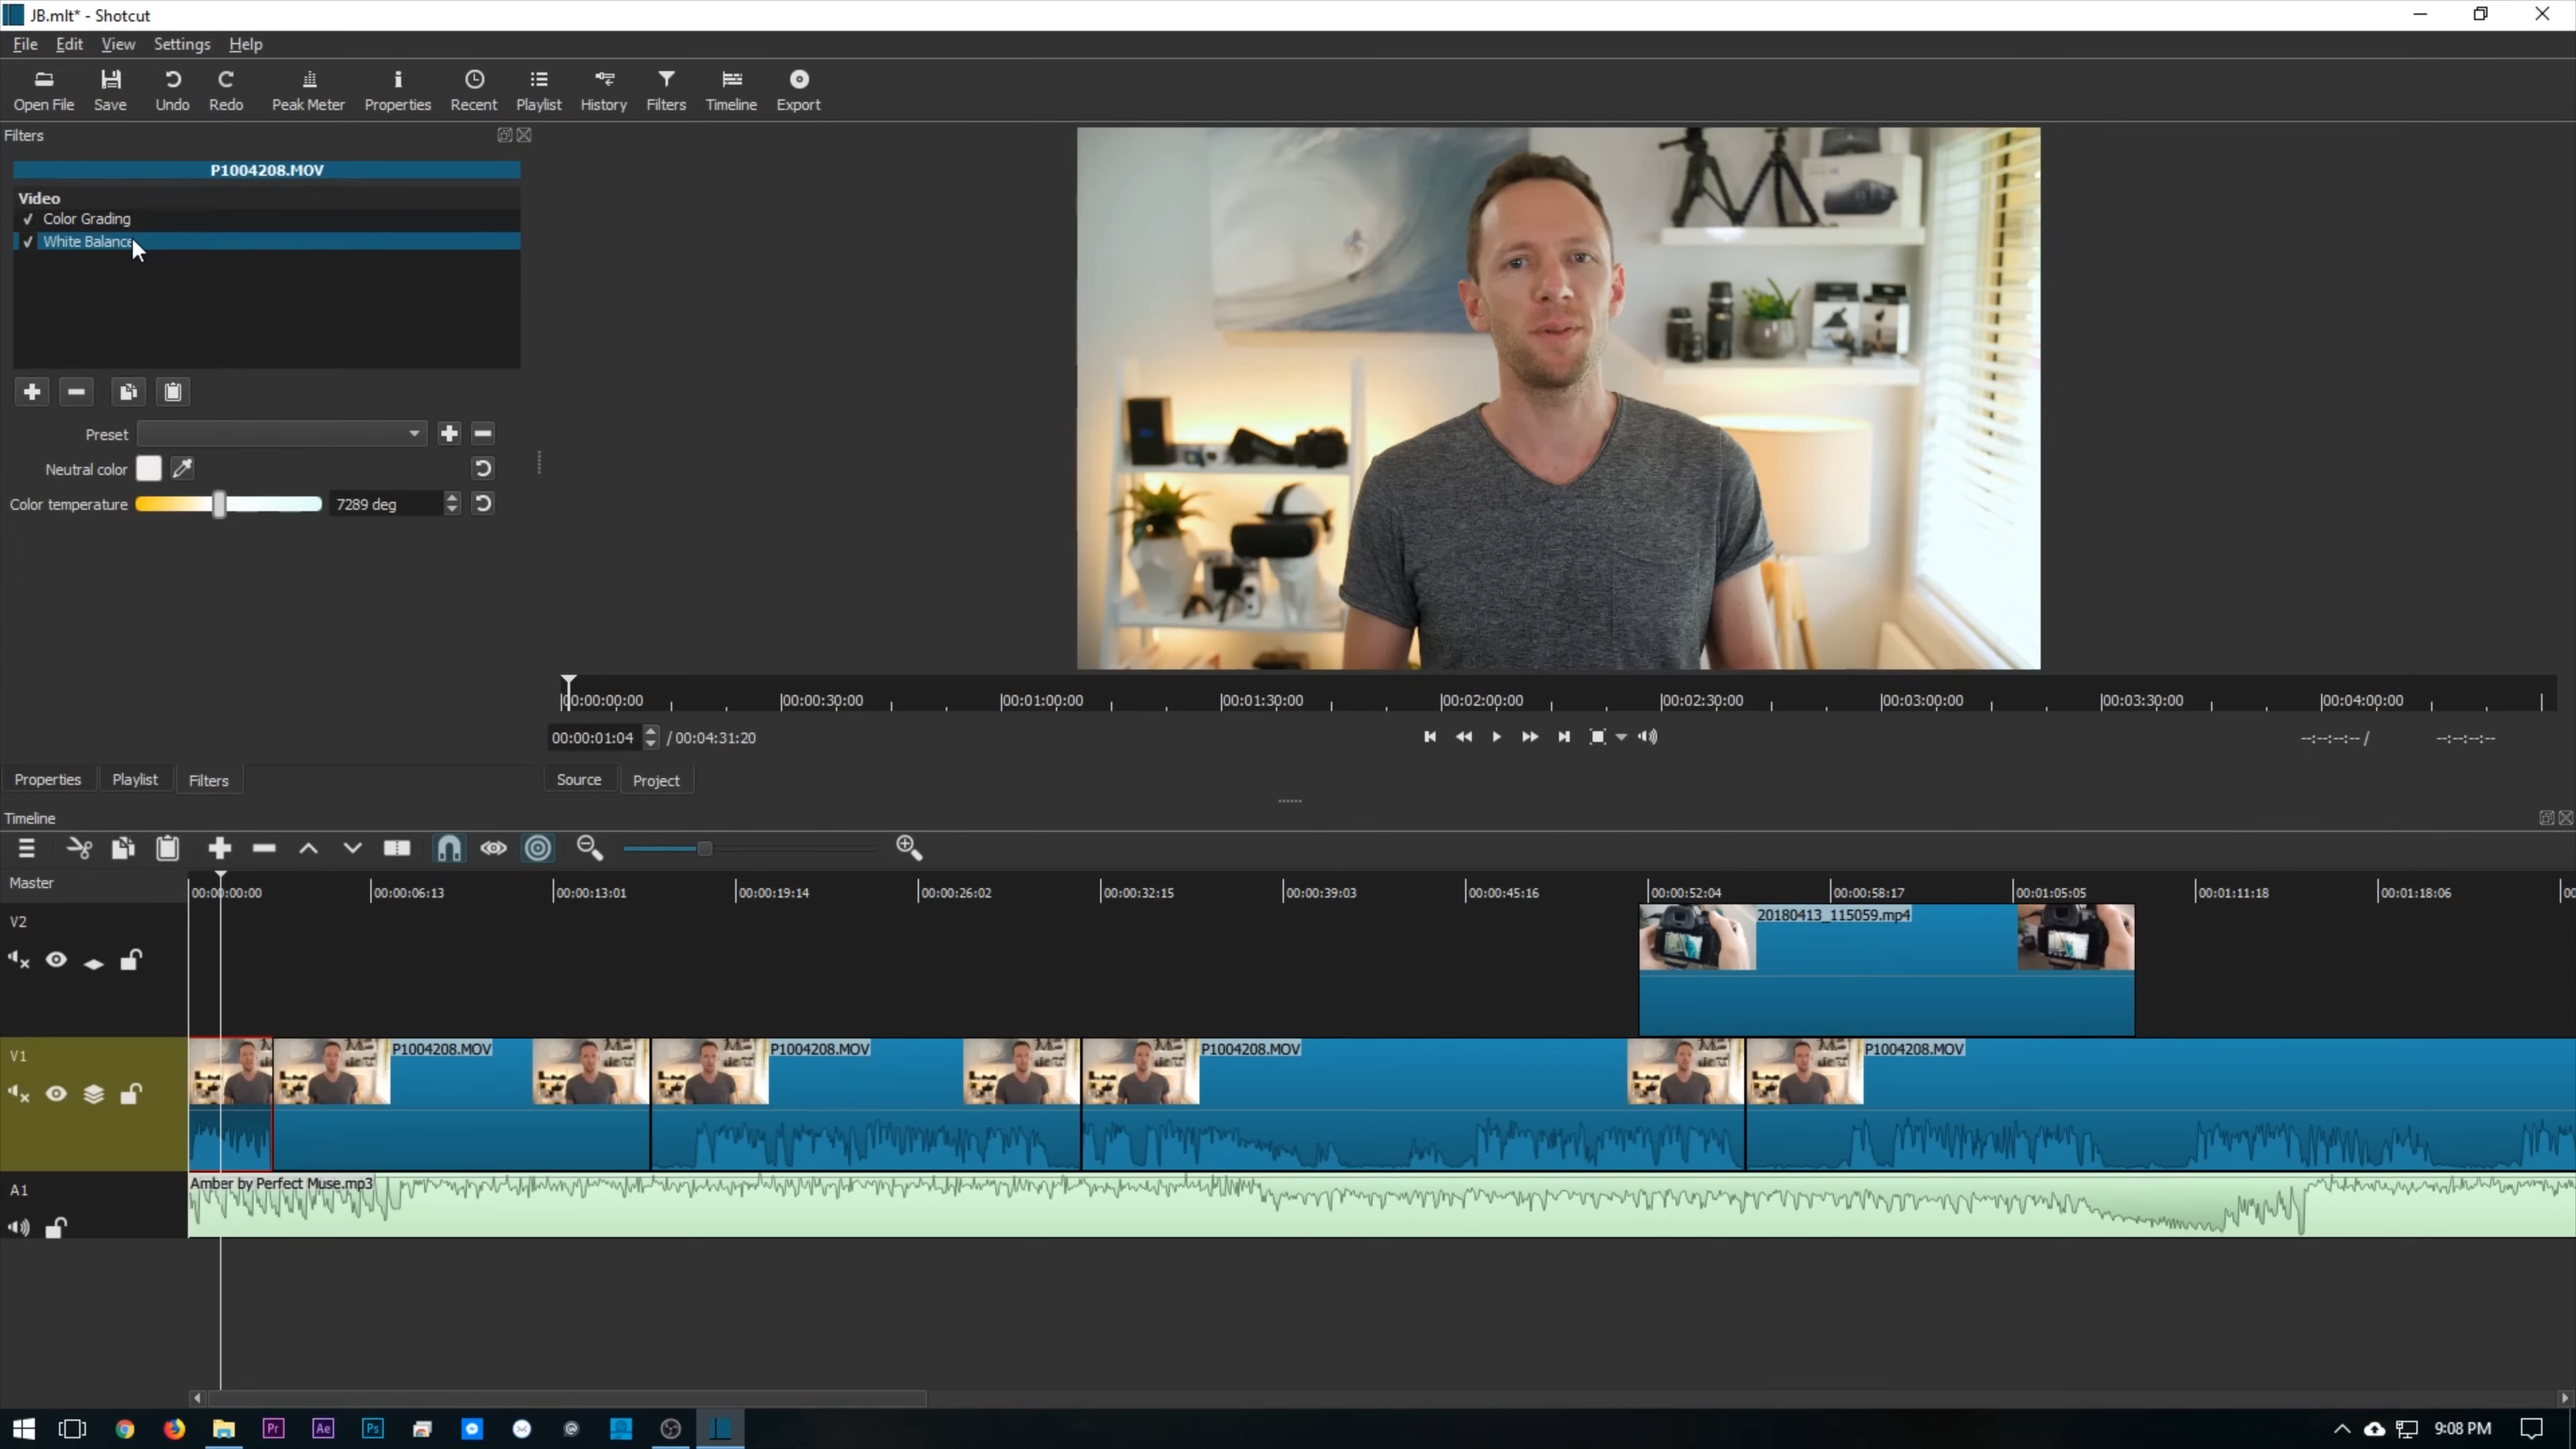 JB.mlt* - Shotcut
File Edit View Settings Help
Open File Save Undo Redo Peak Meter Properties Recent Playlist History Filters Timeline Export
Filters
P1004208.MOV
Video
✓ Color Grading
✓ White Balance
Preset
Neutral color
Color temperature 7289 deg
00:00:00:00 00:00:30:00 00:01:00:00 00:01:30:00 00:02:00:00 00:02:30:00 00:03:00:00 00:03:30:00 00:04:00:00
00:00:01:04 / 00:04:31:20 --:--:--:-- / --:--:--:--
Properties Playlist Filters Source Project
Timeline
Master 00:00:00:00 00:00:06:13 00:00:13:01 00:00:19:14 00:00:26:02 00:00:32:15 00:00:39:03 00:00:45:16 00:00:52:04 00:00:58:17 00:01:05:05 00:01:11:18 00:01:18:06 00
V2 20180413_115059.mp4
V1 P1004208.MOV P1004208.MOV P1004208.MOV P1004208.MOV
A1 Amber by Perfect Muse.mp3
Pr Ae Ps 9:08 PM